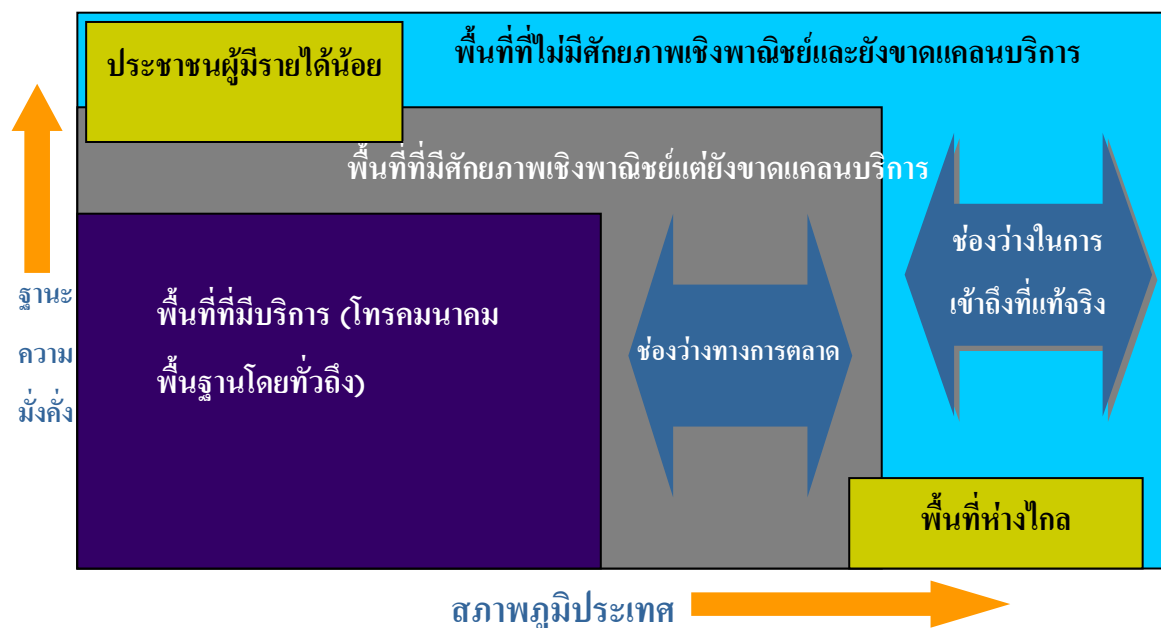 ประชาชนผู้มีรายได้น้อย
พื้นที่ที่ไม่มีศักยภาพเชิงพาณิชย์และยังขาดแคลนบริการ
พื้นที่ที่มีศักยภาพเชิงพาณิชย์แต่ยังขาดแคลนบริการ
ช่องว่างในการ
เข้าถึงที่แท้จริง
ฐานะ
ความ
มั่งคั่ง
พื้นที่ที่มีบริการ (โทรคมนาคม
พื้นฐานโดยทั่วถึง)
ช่องว่างทางการตลาด
พื้นที่ห่างไกล
สภาพภูมิประเทศ